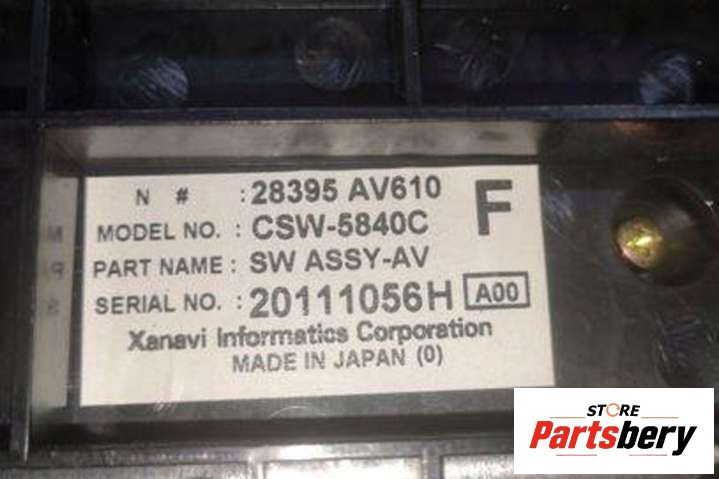 N # : 28395 AV610
F
MODEL NO. : CSW-5840C
PART NAME : SW ASSY-AV
SERIAL NO. : 20111056H A00
Xanavi Informatics Corporation
MADE IN JAPAN (0)
STORE
Partsbery